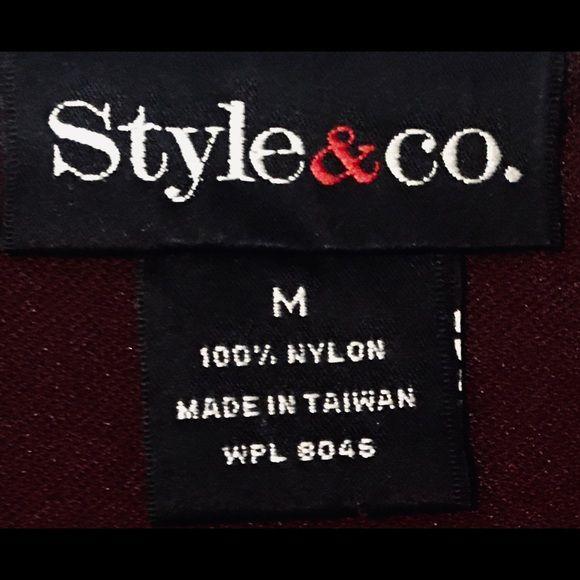 Style&co.
M
100% NYLON
MADE IN TAIWAN
WPL 8045